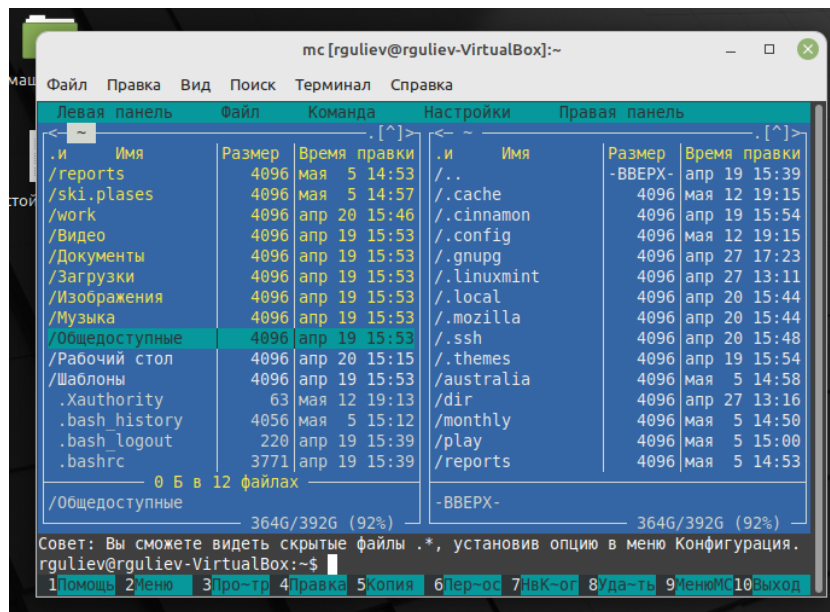 mc [rguliev@rguliev-VirtualBox]:~
Файл Правка Вид Поиск Терминал Справка
Левая панель Файл Команда Настройки Правая панель
<— ~ .[^]>
.и Имя Размер Время правки
/reports 4096 мая 5 14:53
/ski.plases 4096 мая 5 14:57
/work 4096 апр 20 15:46
/Видео 4096 апр 19 15:53
/Документы 4096 апр 19 15:53
/Загрузки 4096 апр 19 15:53
/Изображения 4096 апр 19 15:53
/Музыка 4096 апр 19 15:53
/Общедоступные 4096 апр 19 15:53
/Рабочий стол 4096 апр 20 15:15
/Шаблоны 4096 апр 19 15:53
.Xauthority 63 мая 12 19:13
.bash_history 4056 мая 5 15:12
.bash_logout 220 апр 19 15:39
.bashrc 3771 апр 19 15:39
0 Б в 12 файлах
/Общедоступные
364G/392G (92%)
<— ~ .[^]>
.и Имя Размер Время правки
/.. -ВВЕРХ- апр 19 15:39
/.cache 4096 мая 12 19:15
/.cinnamon 4096 апр 19 15:54
/.config 4096 мая 12 19:15
/.gnupg 4096 апр 27 17:23
/.linuxmint 4096 апр 27 13:11
/.local 4096 апр 20 15:44
/.mozilla 4096 апр 20 15:44
/.ssh 4096 апр 20 15:48
/.themes 4096 апр 19 15:54
/australia 4096 мая 5 14:58
/dir 4096 апр 27 13:16
/monthly 4096 мая 5 14:50
/play 4096 мая 5 15:00
/reports 4096 мая 5 14:53
-ВВЕРХ-
364G/392G (92%)
Совет: Вы сможете видеть скрытые файлы .*, установив опцию в меню Конфигурация.
rguliev@rguliev-VirtualBox:~$
1Помощь 2Меню 3Про~тр 4Правка 5Копия 6Пер~ос 7НвК~ог 8Уда~ть 9МенюMC 10Выход